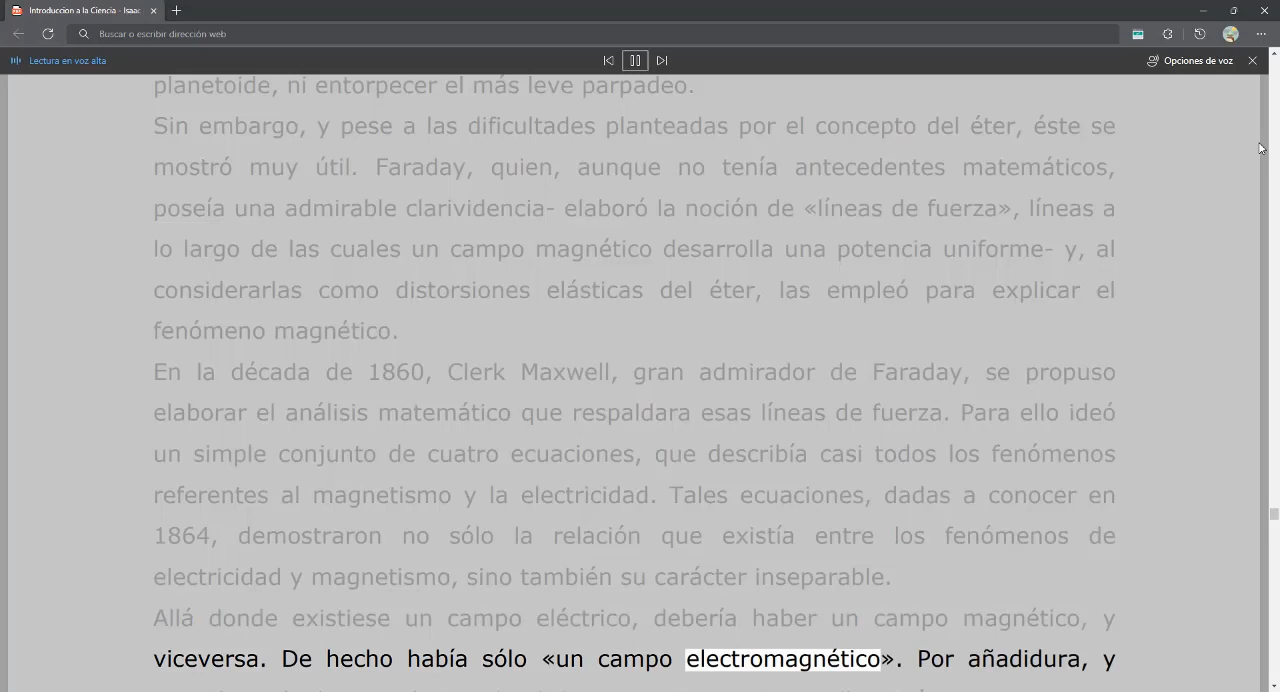 Introduccion a la Ciencia - Isaac
Buscar o escribir dirección web
Lectura en voz alta
Opciones de voz
planetoide, ni entorpecer el más leve parpadeo.
Sin embargo, y pese a las dificultades planteadas por el concepto del éter, éste se
mostró muy útil. Faraday, quien, aunque no tenía antecedentes matemáticos,
poseía una admirable clarividencia- elaboró la noción de «líneas de fuerza», líneas a
lo largo de las cuales un campo magnético desarrolla una potencia uniforme- y, al
considerarlas como distorsiones elásticas del éter, las empleó para explicar el
fenómeno magnético.
En la década de 1860, Clerk Maxwell, gran admirador de Faraday, se propuso
elaborar el análisis matemático que respaldara esas líneas de fuerza. Para ello ideó
un simple conjunto de cuatro ecuaciones, que describía casi todos los fenómenos
referentes al magnetismo y la electricidad. Tales ecuaciones, dadas a conocer en
1864, demostraron no sólo la relación que existía entre los fenómenos de
electricidad y magnetismo, sino también su carácter inseparable.
Allá donde existiese un campo eléctrico, debería haber un campo magnético, y
viceversa. De hecho había sólo «un campo electromagnético». Por añadidura, y